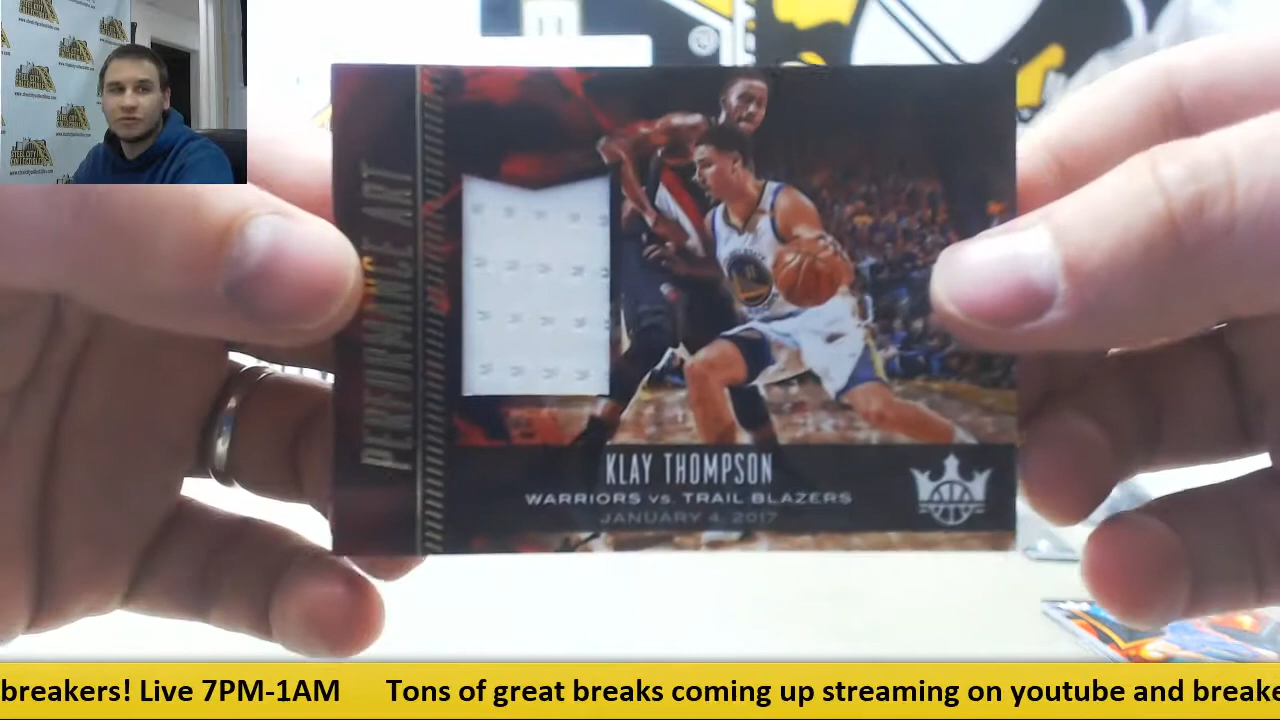 PERFORMANCE ART
KLAY THOMPSON
WARRIORS vs. TRAIL BLAZERS
JANUARY 4, 2017
breakers! Live 7PM-1AM Tons of great breaks coming up streaming on youtube and breake